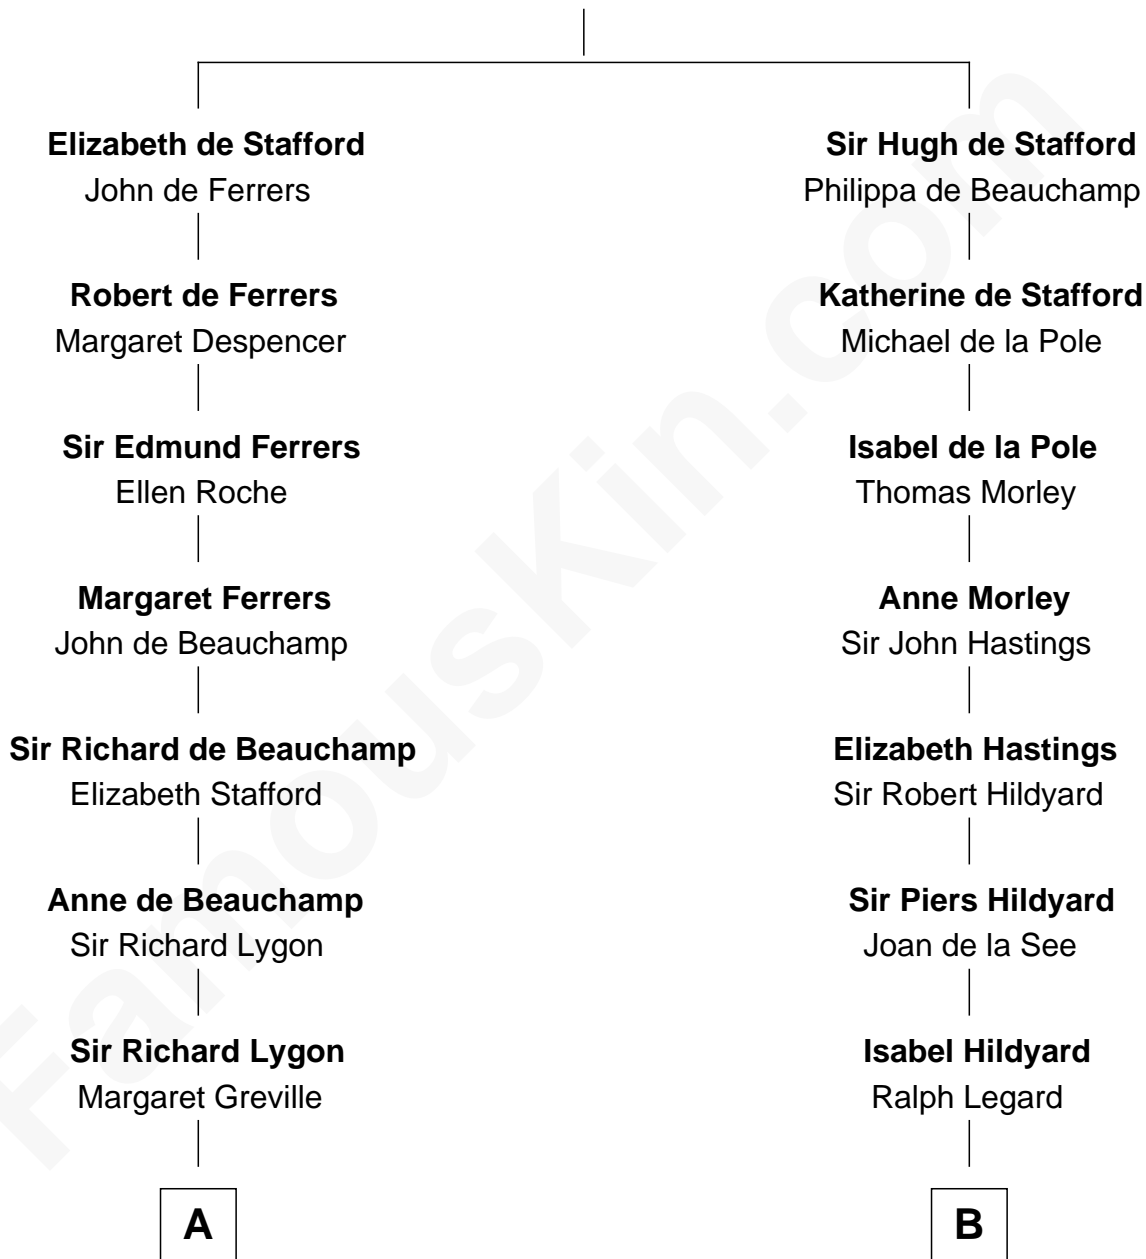 Elizabeth de Stafford
John de Ferrers
Robert de Ferrers
Margaret Despencer
Sir Edmund Ferrers
Ellen Roche
Margaret Ferrers
John de Beauchamp
Sir Richard de Beauchamp
Elizabeth Stafford
Anne de Beauchamp
Sir Richard Lygon
Sir Richard Lygon
Margaret Greville
A
Sir Hugh de Stafford
Philippa de Beauchamp
Katherine de Stafford
Michael de la Pole
Isabel de la Pole
Thomas Morley
Anne Morley
Sir John Hastings
Elizabeth Hastings
Sir Robert Hildyard
Sir Piers Hildyard
Joan de la See
Isabel Hildyard
Ralph Legard
B
FamousKin.com